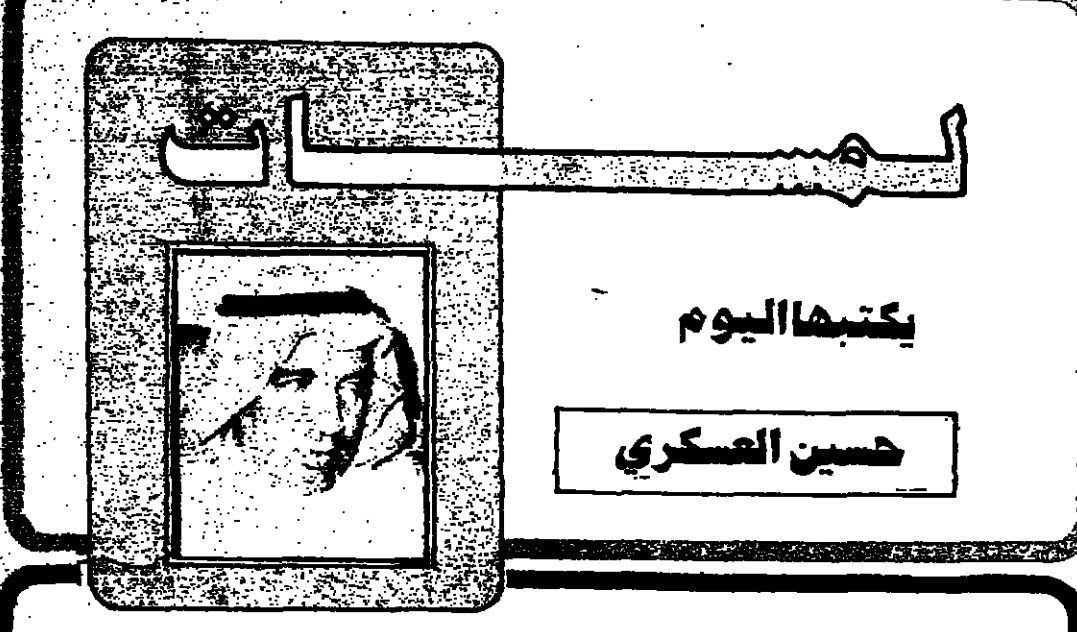 لمسات
يكتبها اليوم
حسين العسكري